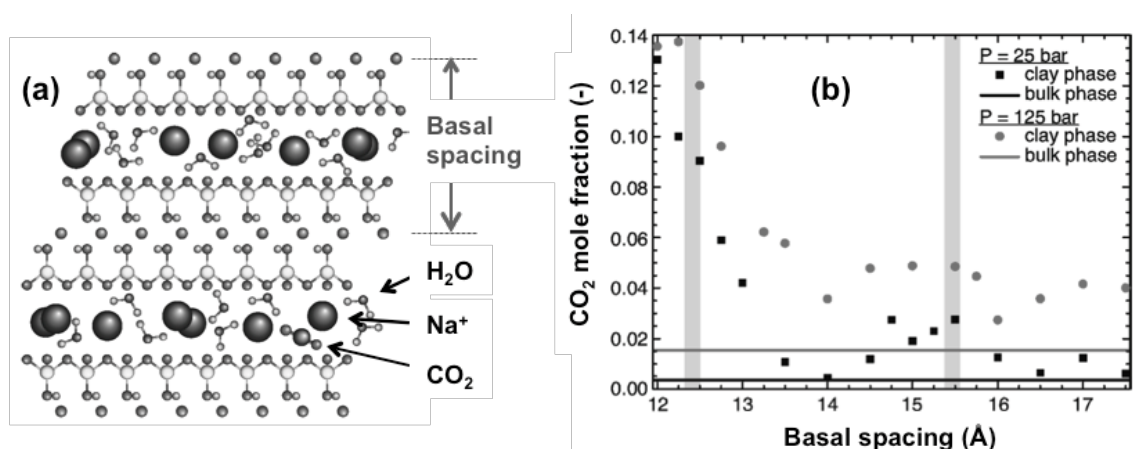 (a)
Basal
spacing
H₂O
Na⁺
CO₂
(b)
P = 25 bar
clay phase
bulk phase
P = 125 bar
clay phase
bulk phase
CO₂ mole fraction (-)
0.14
0.12
0.10
0.08
0.06
0.04
0.02
0.00
12 13 14 15 16 17
Basal spacing (Å)